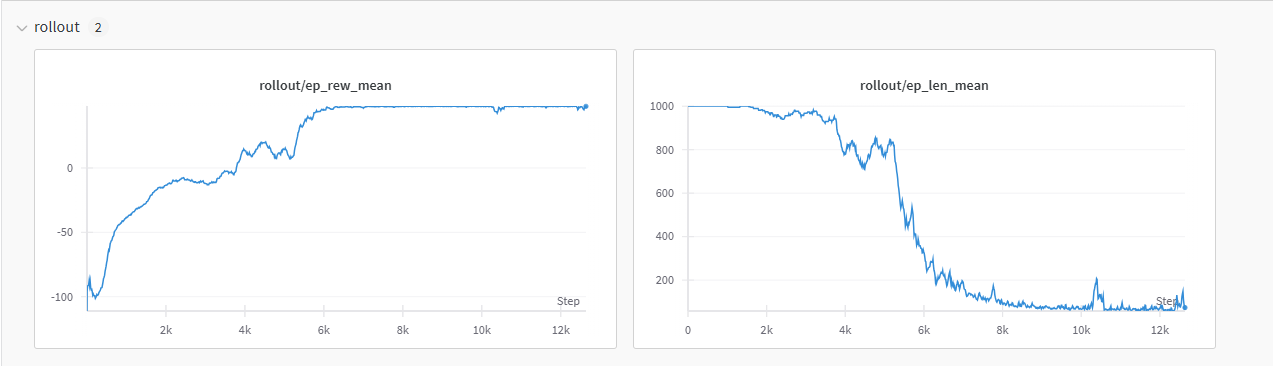 rollout 2
rollout/ep_rew_mean
0
-50
-100
Step
2k 4k 6k 8k 10k 12k
rollout/ep_len_mean
1000
800
600
400
200
Step
0 2k 4k 6k 8k 10k 12k